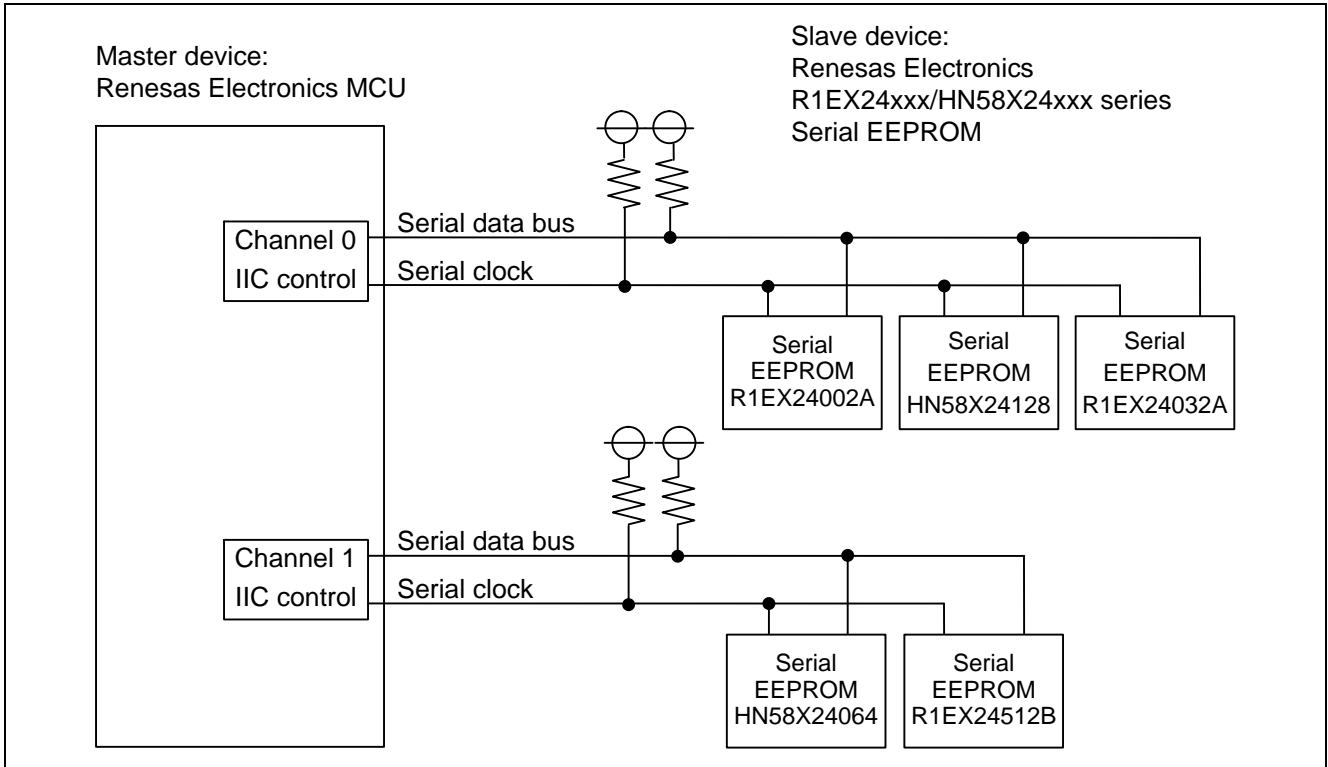 Master device:
Renesas Electronics MCU
Slave device:
Renesas Electronics
R1EX24xxx/HN58X24xxx series
Serial EEPROM
Channel 0
IIC control
Serial data bus
Serial clock
Serial
EEPROM
R1EX24002A
Serial
EEPROM
HN58X24128
Serial
EEPROM
R1EX24032A
Channel 1
IIC control
Serial data bus
Serial clock
Serial
EEPROM
HN58X24064
Serial
EEPROM
R1EX24512B